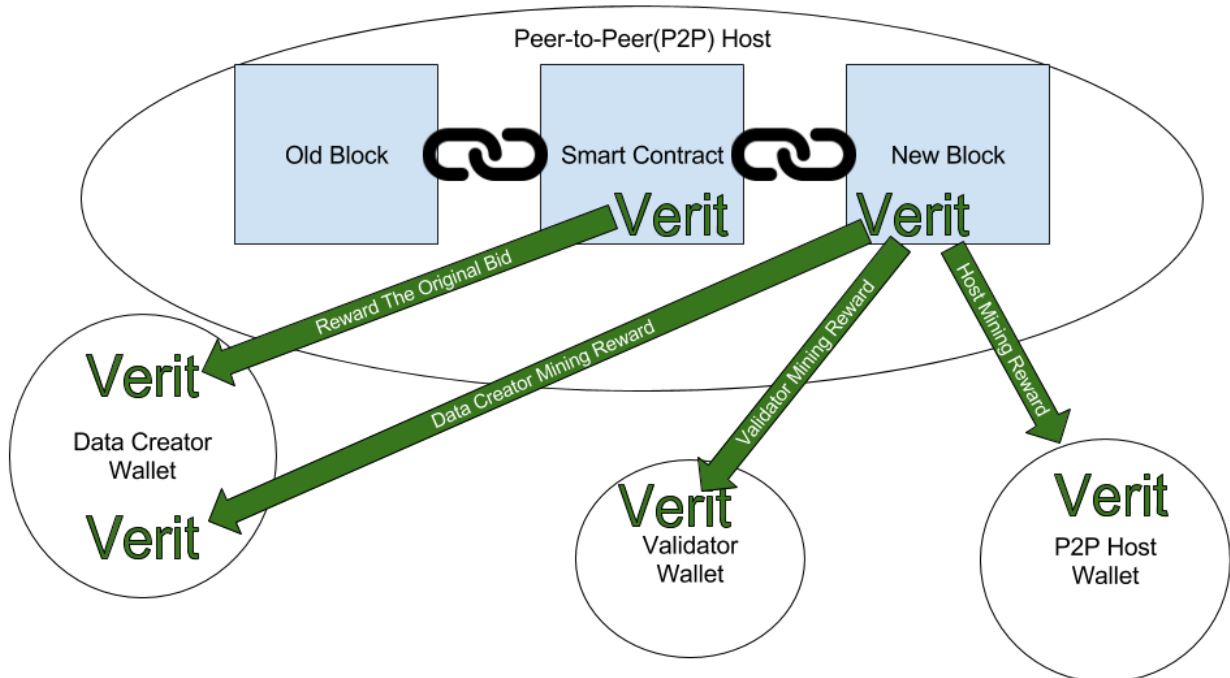 Peer-to-Peer(P2P) Host
Old Block
Smart Contract
New Block
Verit
Verit
Reward The Original Bid
Data Creator Mining Reward
Validator Mining Reward
Host Mining Reward
Verit
Data Creator
Wallet
Verit
Verit
Validator
Wallet
Verit
P2P Host
Wallet